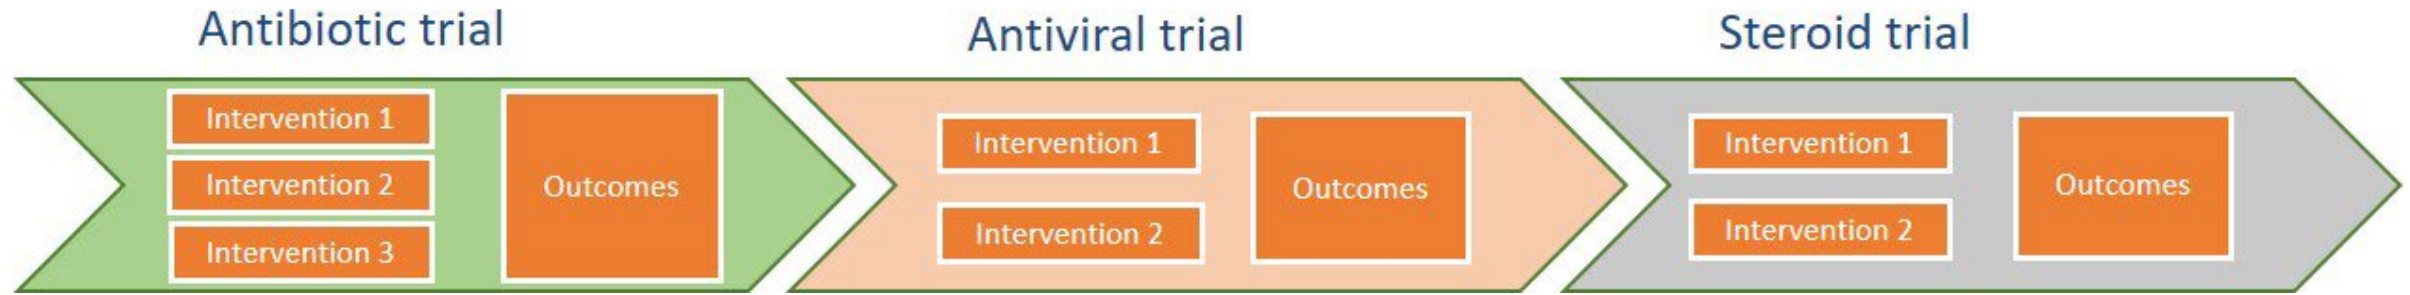 Antibiotic trial
Intervention 1
Intervention 2
Intervention 3
Outcomes
Antiviral trial
Intervention 1
Intervention 2
Outcomes
Steroid trial
Intervention 1
Intervention 2
Outcomes